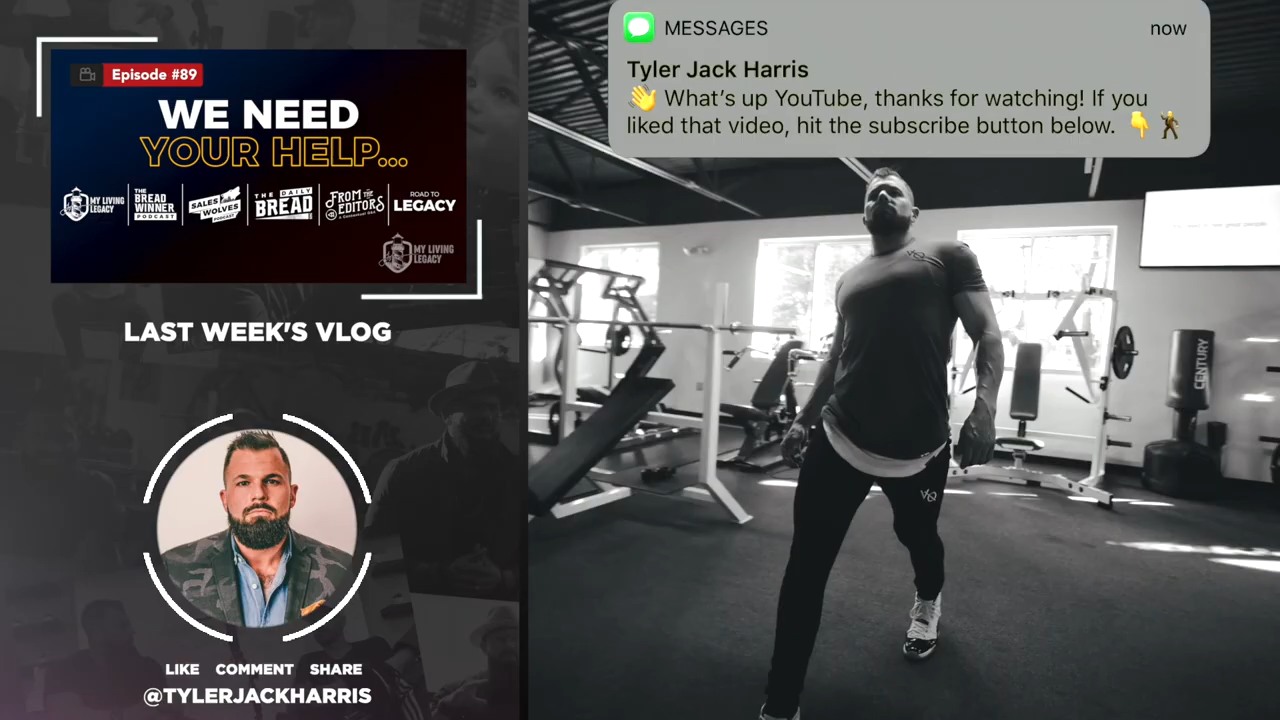 Episode #89
WE NEED
YOUR HELP...
MY LIVING
LEGACY
THE
BREAD
WINNER
PODCAST
SALES
WOLVES
PODCAST
THE DAILY
BREAD
FROM THE
EDITORS
ROAD TO
LEGACY
MY LIVING
LEGACY
LAST WEEK'S VLOG
LIKE COMMENT SHARE
@TYLERJACKHARRIS
MESSAGES now
Tyler Jack Harris
👋 What's up YouTube, thanks for watching! If you
liked that video, hit the subscribe button below. 👇🕺
CENTURY
VQ
VQ